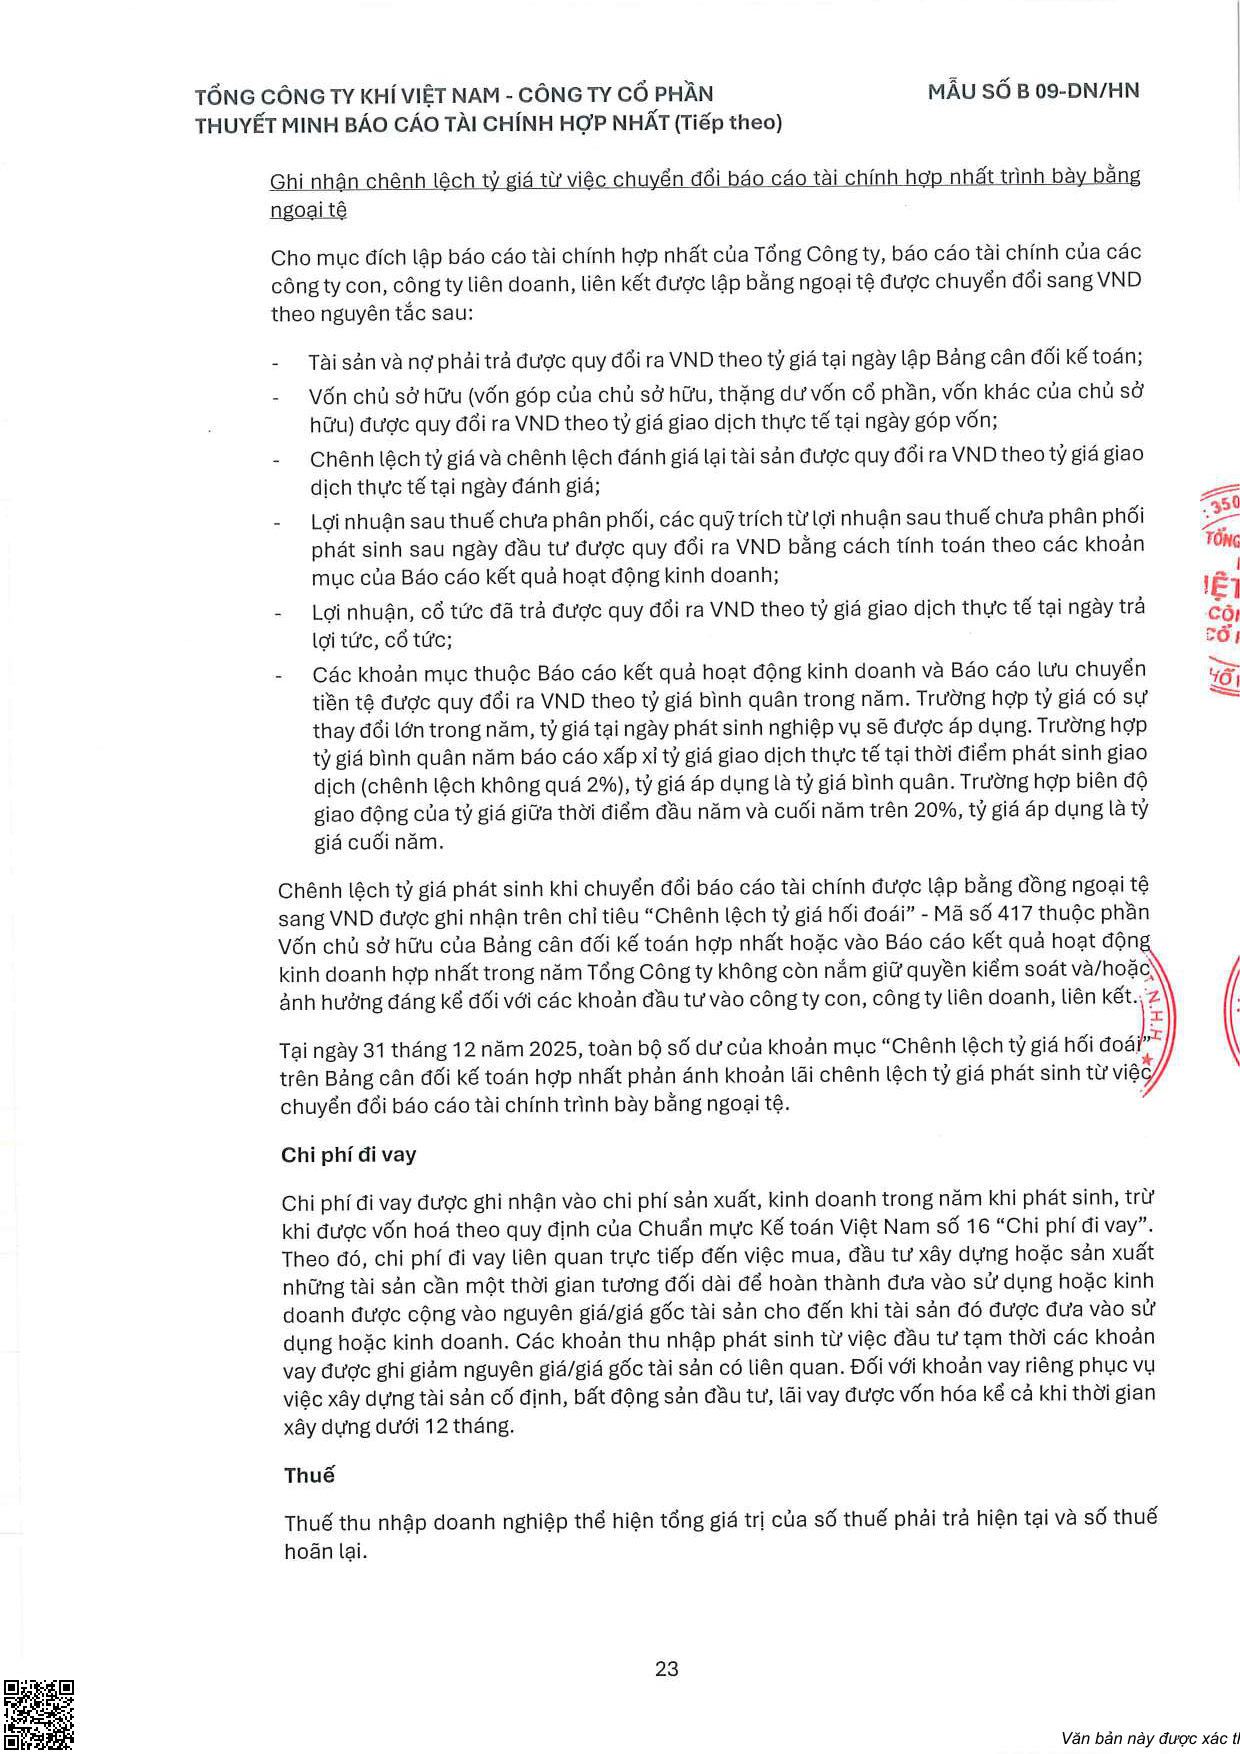 TỔNG CÔNG TY KHÍ VIỆT NAM - CÔNG TY CỔ PHẦN
MẪU SỐ B 09-DN/HN
THUYẾT MINH BÁO CÁO TÀI CHÍNH HỢP NHẤT (Tiếp theo)
Ghi nhận chênh lệch tỷ giá từ việc chuyển đổi báo cáo tài chính hợp nhất trình bày bằng
ngoại tệ
Cho mục đích lập báo cáo tài chính hợp nhất của Tổng Công ty, báo cáo tài chính của các
công ty con, công ty liên doanh, liên kết được lập bằng ngoại tệ được chuyển đổi sang VND
theo nguyên tắc sau:
- Tài sản và nợ phải trả được quy đổi ra VND theo tỷ giá tại ngày lập Bảng cân đối kế toán;
- Vốn chủ sở hữu (vốn góp của chủ sở hữu, thặng dư vốn cổ phần, vốn khác của chủ sở
hữu) được quy đổi ra VND theo tỷ giá giao dịch thực tế tại ngày góp vốn;
- Chênh lệch tỷ giá và chênh lệch đánh giá lại tài sản được quy đổi ra VND theo tỷ giá giao
dịch thực tế tại ngày đánh giá;
- Lợi nhuận sau thuế chưa phân phối, các quỹ trích từ lợi nhuận sau thuế chưa phân phối
phát sinh sau ngày đầu tư được quy đổi ra VND bằng cách tính toán theo các khoản
mục của Báo cáo kết quả hoạt động kinh doanh;
- Lợi nhuận, cổ tức đã trả được quy đổi ra VND theo tỷ giá giao dịch thực tế tại ngày trả
lợi tức, cổ tức;
- Các khoản mục thuộc Báo cáo kết quả hoạt động kinh doanh và Báo cáo lưu chuyển
tiền tệ được quy đổi ra VND theo tỷ giá bình quân trong năm. Trường hợp tỷ giá có sự
thay đổi lớn trong năm, tỷ giá tại ngày phát sinh nghiệp vụ sẽ được áp dụng. Trường hợp
tỷ giá bình quân năm báo cáo xấp xỉ tỷ giá giao dịch thực tế tại thời điểm phát sinh giao
dịch (chênh lệch không quá 2%), tỷ giá áp dụng là tỷ giá bình quân. Trường hợp biên độ
giao động của tỷ giá giữa thời điểm đầu năm và cuối năm trên 20%, tỷ giá áp dụng là tỷ
giá cuối năm.
Chênh lệch tỷ giá phát sinh khi chuyển đổi báo cáo tài chính được lập bằng đồng ngoại tệ
sang VND được ghi nhận trên chỉ tiêu “Chênh lệch tỷ giá hối đoái” - Mã số 417 thuộc phần
Vốn chủ sở hữu của Bảng cân đối kế toán hợp nhất hoặc vào Báo cáo kết quả hoạt động
kinh doanh hợp nhất trong năm Tổng Công ty không còn nắm giữ quyền kiểm soát và/hoặc
ảnh hưởng đáng kể đối với các khoản đầu tư vào công ty con, công ty liên doanh, liên kết.
Tại ngày 31 tháng 12 năm 2025, toàn bộ số dư của khoản mục “Chênh lệch tỷ giá hối đoái”
trên Bảng cân đối kế toán hợp nhất phản ánh khoản lãi chênh lệch tỷ giá phát sinh từ việc
chuyển đổi báo cáo tài chính trình bày bằng ngoại tệ.
Chi phí đi vay
Chi phí đi vay được ghi nhận vào chi phí sản xuất, kinh doanh trong năm khi phát sinh, trừ
khi được vốn hoá theo quy định của Chuẩn mực Kế toán Việt Nam số 16 “Chi phí đi vay”.
Theo đó, chi phí đi vay liên quan trực tiếp đến việc mua, đầu tư xây dựng hoặc sản xuất
những tài sản cần một thời gian tương đối dài để hoàn thành đưa vào sử dụng hoặc kinh
doanh được cộng vào nguyên giá/giá gốc tài sản cho đến khi tài sản đó được đưa vào sử
dụng hoặc kinh doanh. Các khoản thu nhập phát sinh từ việc đầu tư tạm thời các khoản
vay được ghi giảm nguyên giá/giá gốc tài sản có liên quan. Đối với khoản vay riêng phục vụ
việc xây dựng tài sản cố định, bất động sản đầu tư, lãi vay được vốn hóa kể cả khi thời gian
xây dựng dưới 12 tháng.
Thuế
Thuế thu nhập doanh nghiệp thể hiện tổng giá trị của số thuế phải trả hiện tại và số thuế
hoãn lại.
350
TỔNG
CỔ
T.N.H.H
23
Văn bản này được xác